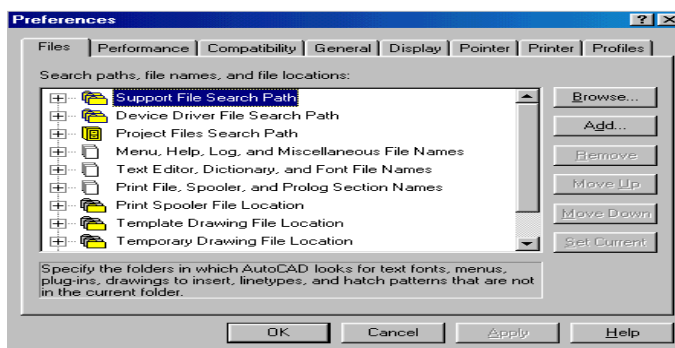 Preferences
Files Performance Compatibility General Display Pointer Printer Profiles
Search paths, file names, and file locations:
Support File Search Path
Device Driver File Search Path
Project Files Search Path
Menu, Help, Log, and Miscellaneous File Names
Text Editor, Dictionary, and Font File Names
Print File, Spooler, and Prolog Section Names
Print Spooler File Location
Template Drawing File Location
Temporary Drawing File Location
Browse...
Add...
Remove
Move Up
Move Down
Set Current
Specify the folders in which AutoCAD looks for text fonts, menus,
plug-ins, drawings to insert, linetypes, and hatch patterns that are not
in the current folder.
OK Cancel Apply Help